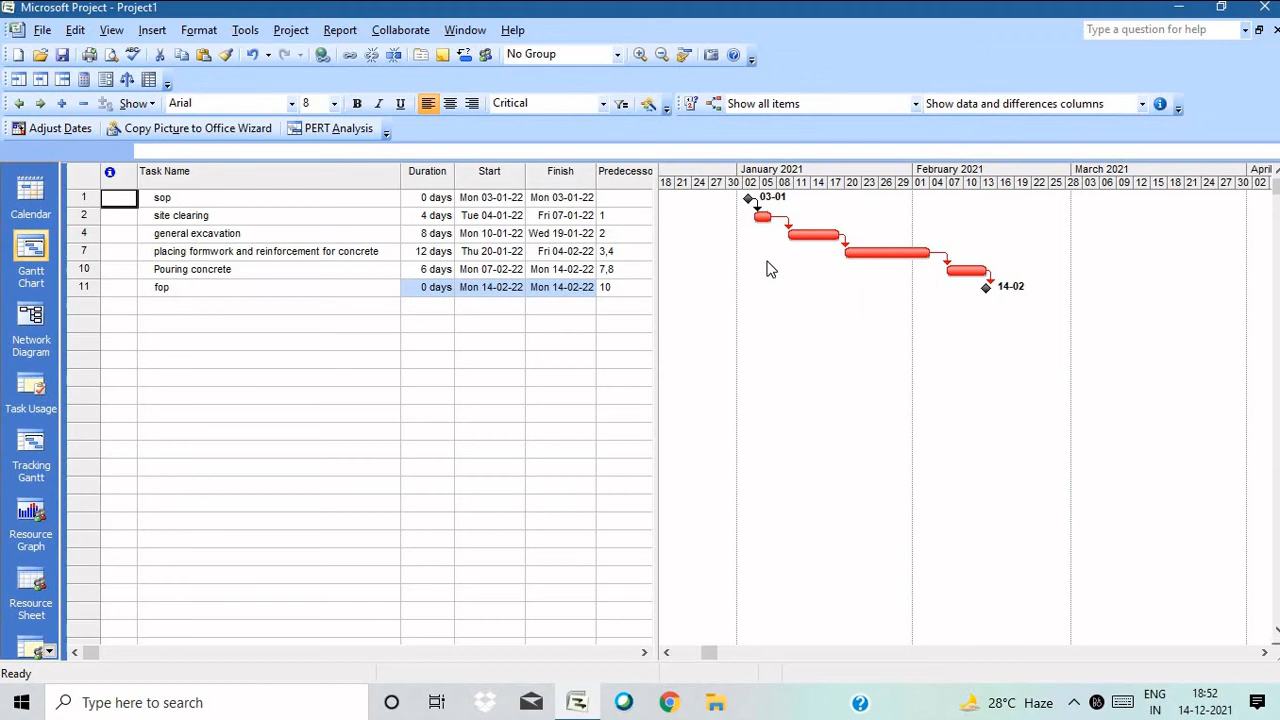 Microsoft Project - Project1
File Edit View Insert Format Tools Project Report Collaborate Window Help
Type a question for help
No Group
Show Arial 8 Critical
Show all items
Show data and differences columns
Adjust Dates Copy Picture to Office Wizard PERT Analysis
Task Name Duration Start Finish Predecesso
January 2021 February 2021 March 2021 April
18 21 24 27 30 02 05 08 11 14 17 20 23 26 29 01 04 07 10 13 16 19 22 25 28 03 06 09 12 15 18 21 24 27 30 02
1 sop 0 days Mon 03-01-22 Mon 03-01-22
03-01
2 site clearing 4 days Tue 04-01-22 Fri 07-01-22 1
4 general excavation 8 days Mon 10-01-22 Wed 19-01-22 2
7 placing formwork and reinforcement for concrete 12 days Thu 20-01-22 Fri 04-02-22 3,4
10 Pouring concrete 6 days Mon 07-02-22 Mon 14-02-22 7,8
11 fop 0 days Mon 14-02-22 Mon 14-02-22 10
14-02
Calendar
Gantt
Chart
Network
Diagram
Task Usage
Tracking
Gantt
Resource
Graph
Resource
Sheet
Ready
Type here to search
28°C Haze
ENG
IN
18:52
14-12-2021